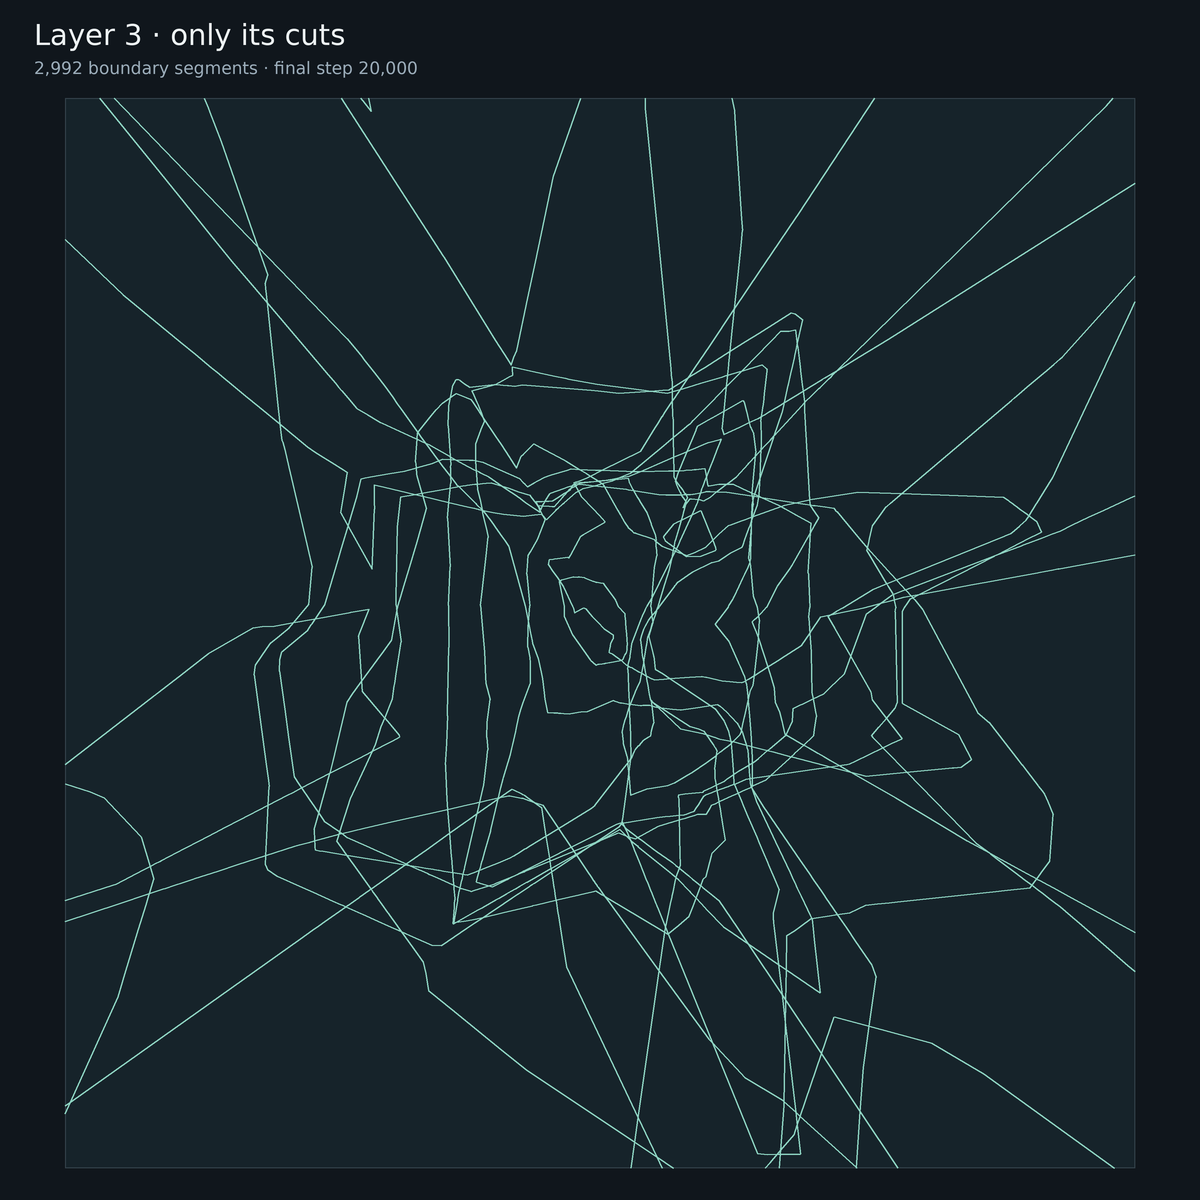 Layer 3 · only its cuts
2,992 boundary segments · final step 20,000